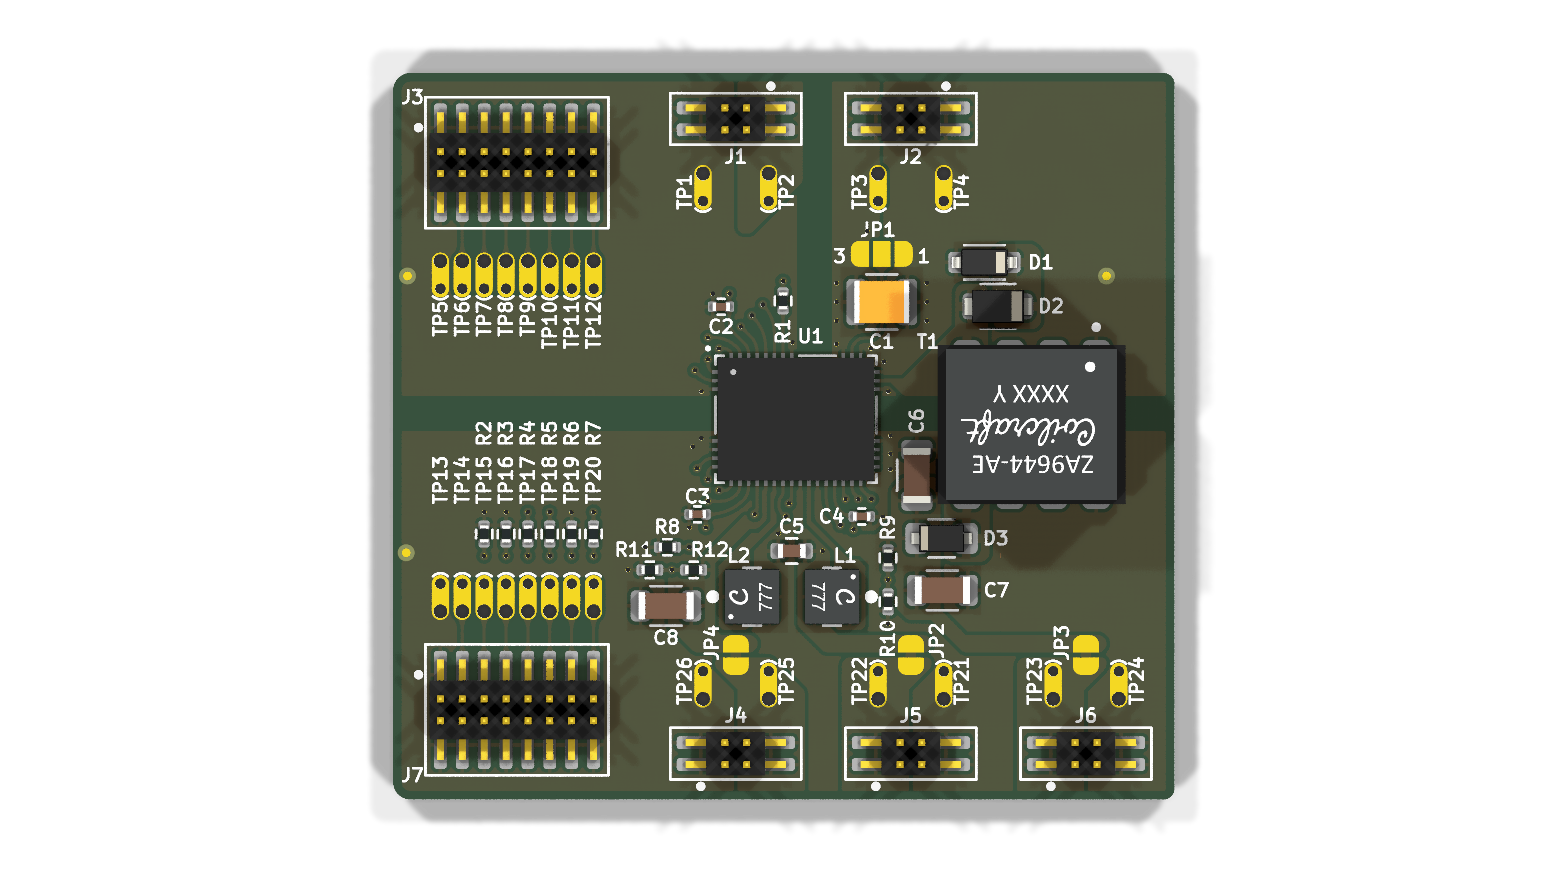 J3
J1
J2
TP1
TP2
TP3
TP4
JP1
3
1
D1
D2
TP5
TP6
TP7
TP8
TP9
TP10
TP11
TP12
C2
R1
U1
C1
T1
XXXX Y
Coilcraft
ZA9644-AE
C6
R2
R3
R4
R5
R6
R7
TP13
TP14
TP15
TP16
TP17
TP18
TP19
TP20
C3
C4
R8
C5
R9
D3
R11
R12
L2
L1
C
777
777
C
C7
C8
R10
JP4
JP2
JP3
TP26
TP25
TP22
TP21
TP23
TP24
J4
J5
J6
J7